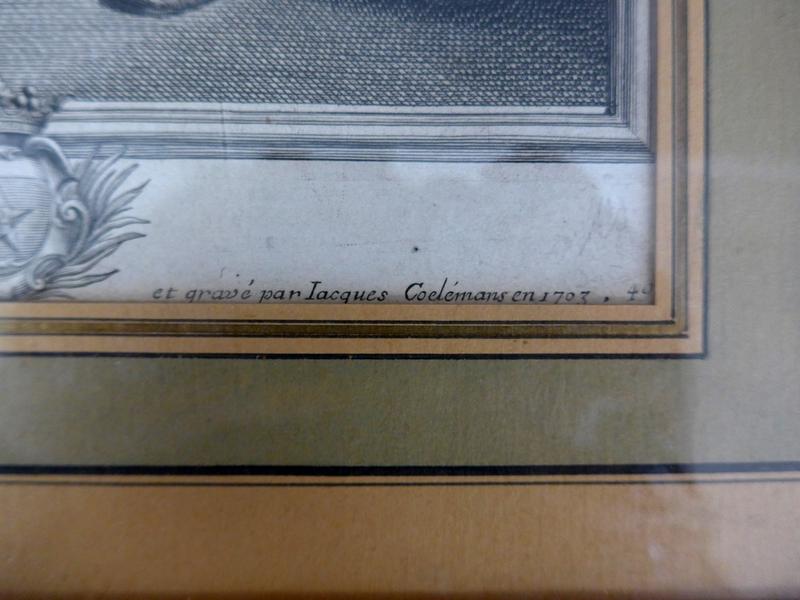 et gravé par Iacques Coelémans en 1703.